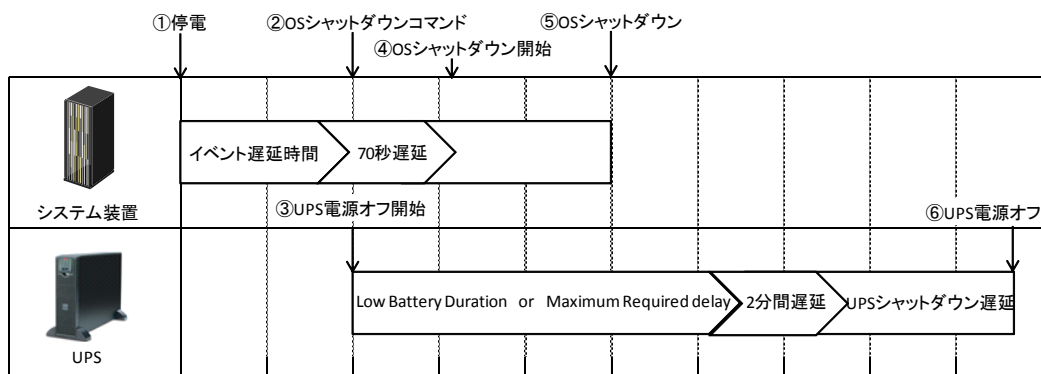 ①停電
②OSシャットダウンコマンド
⑤OSシャットダウン
④OSシャットダウン開始
イベント遅延時間
70秒遅延
システム装置
③UPS電源オフ開始
⑥UPS電源オフ
Low Battery Duration or Maximum Required delay
2分間遅延
UPSシャットダウン遅延
UPS